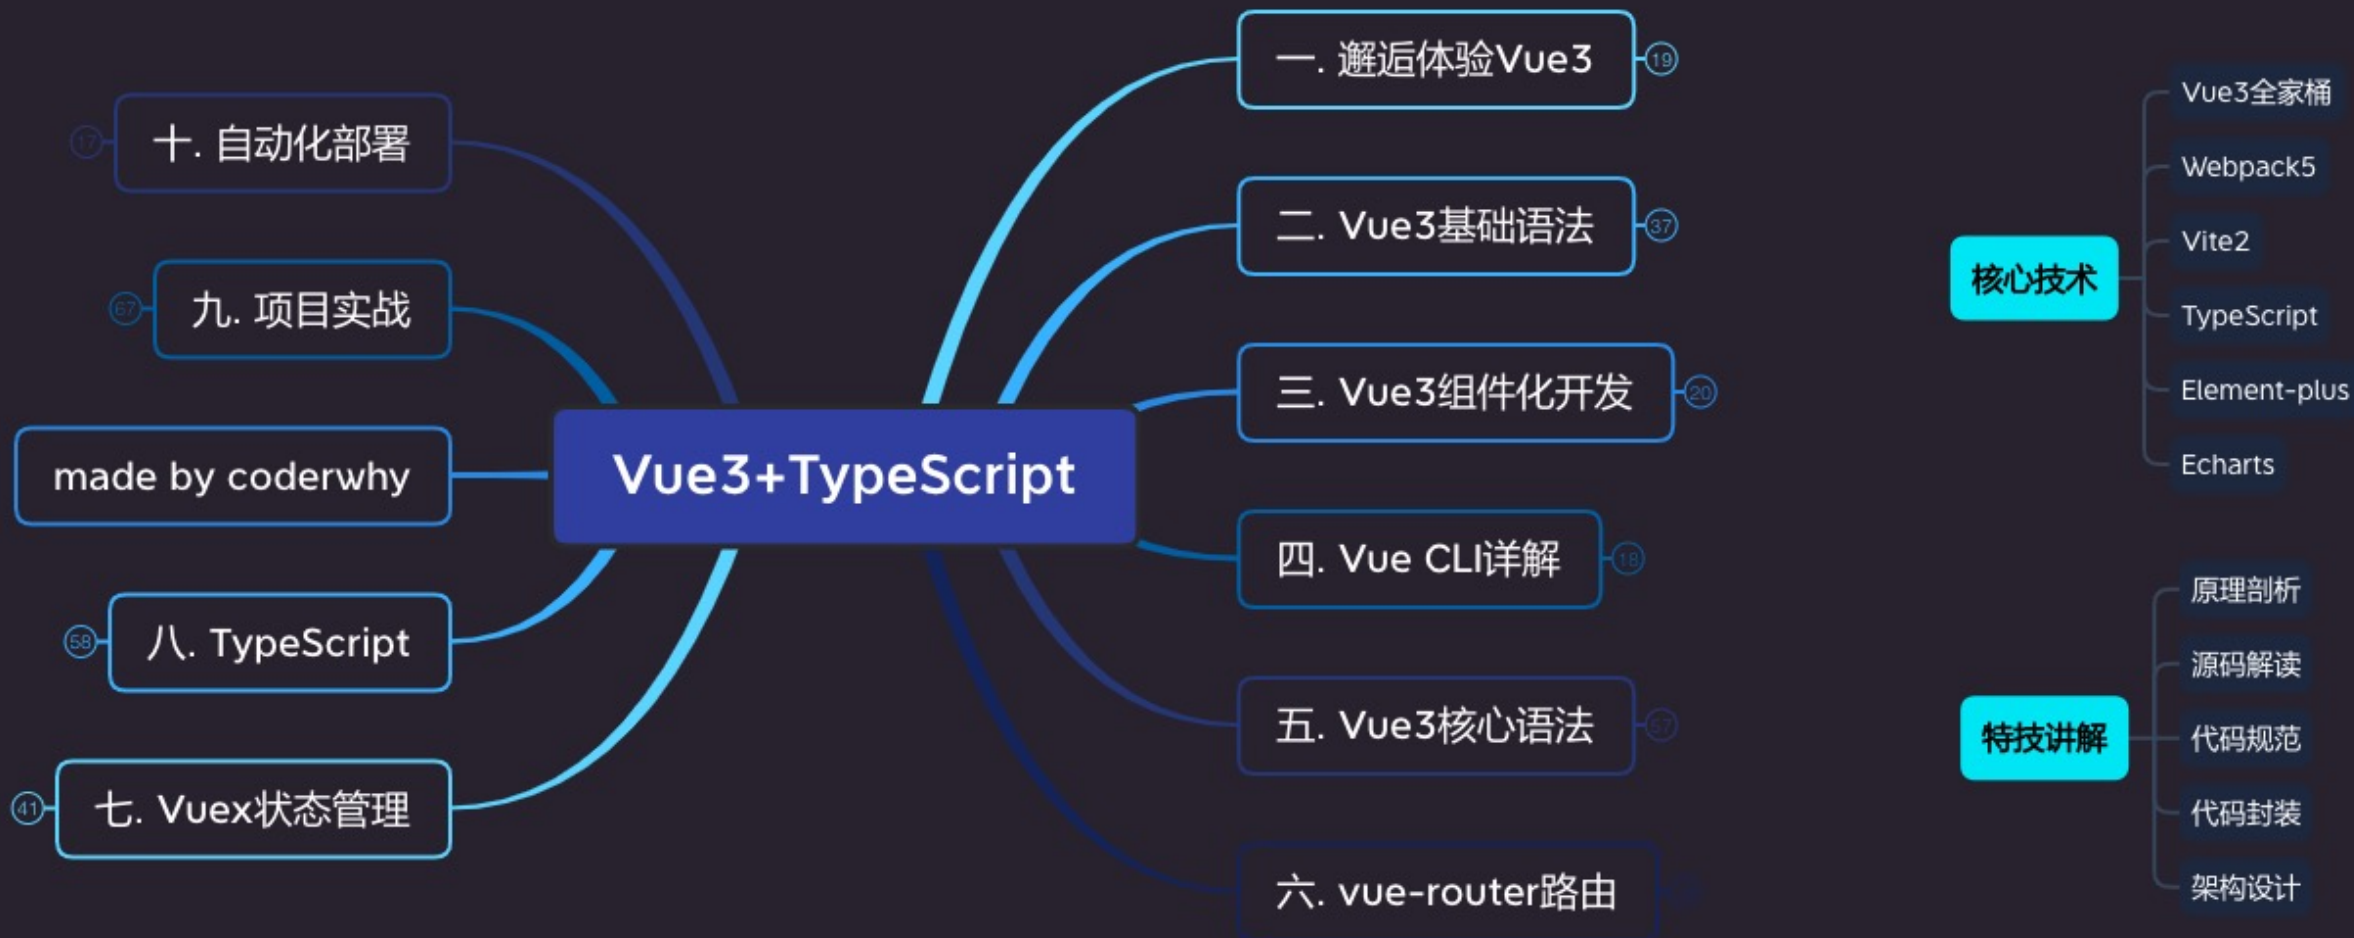 Vue3+TypeScript
一. 邂逅体验Vue3
19
二. Vue3基础语法
37
三. Vue3组件化开发
20
四. Vue CLI详解
18
五. Vue3核心语法
57
六. vue-router路由
七. Vuex状态管理
41
八. TypeScript
58
made by coderwhy
九. 项目实战
67
十. 自动化部署
17
核心技术
Vue3全家桶
Webpack5
Vite2
TypeScript
Element-plus
Echarts
特技讲解
原理剖析
源码解读
代码规范
代码封装
架构设计